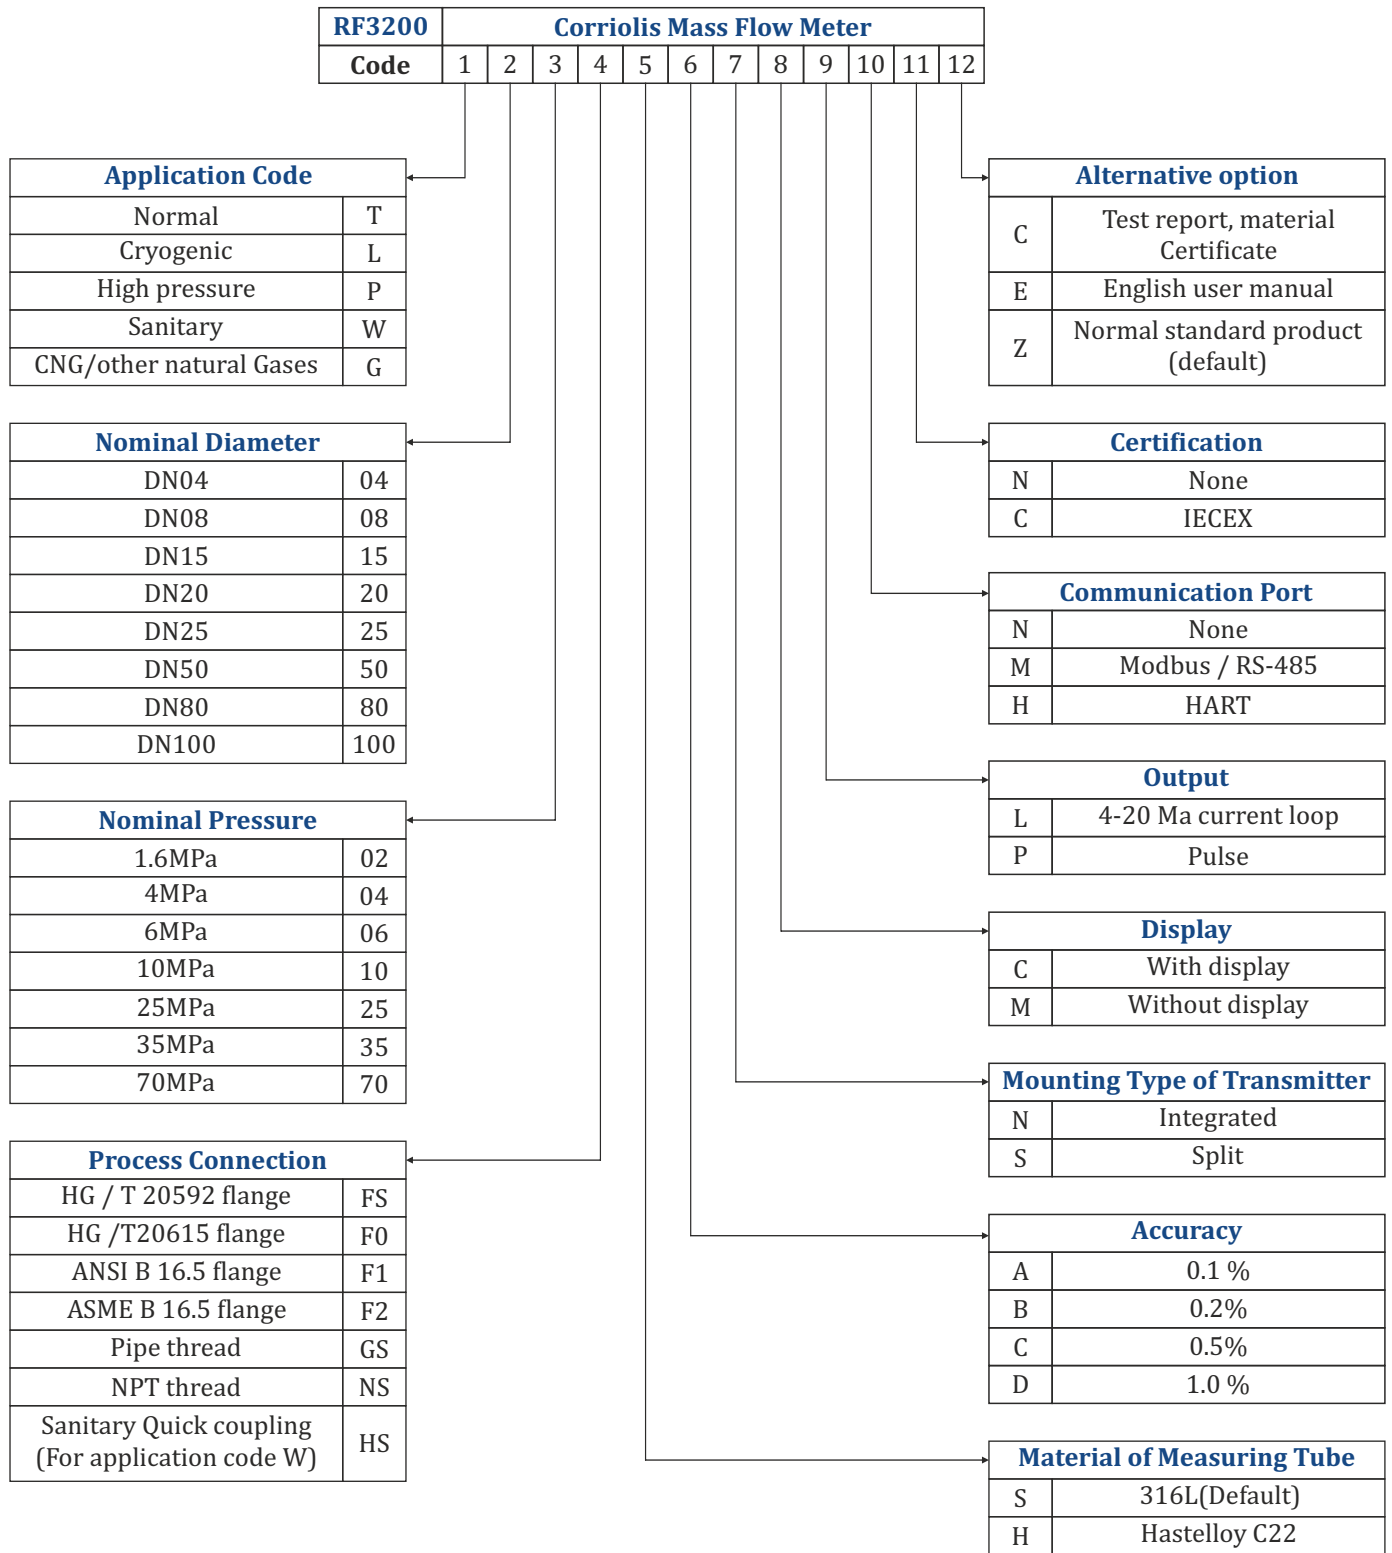 RF3200 Corriolis Mass Flow Meter
Code 1 2 3 4 5 6 7 8 9 10 11 12
Application Code
Normal T
Cryogenic L
High pressure P
Sanitary W
CNG/other natural Gases G
Nominal Diameter
DN04 04
DN08 08
DN15 15
DN20 20
DN25 25
DN50 50
DN80 80
DN100 100
Nominal Pressure
1.6MPa 02
4MPa 04
6MPa 06
10MPa 10
25MPa 25
35MPa 35
70MPa 70
Process Connection
HG / T 20592 flange FS
HG /T20615 flange F0
ANSI B 16.5 flange F1
ASME B 16.5 flange F2
Pipe thread GS
NPT thread NS
Sanitary Quick coupling
(For application code W) HS
Alternative option
C Test report, material
Certificate
E English user manual
Z Normal standard product
(default)
Certification
N None
C IECEX
Communication Port
N None
M Modbus / RS-485
H HART
Output
L 4-20 Ma current loop
P Pulse
Display
C With display
M Without display
Mounting Type of Transmitter
N Integrated
S Split
Accuracy
A 0.1 %
B 0.2%
C 0.5%
D 1.0 %
Material of Measuring Tube
S 316L(Default)
H Hastelloy C22